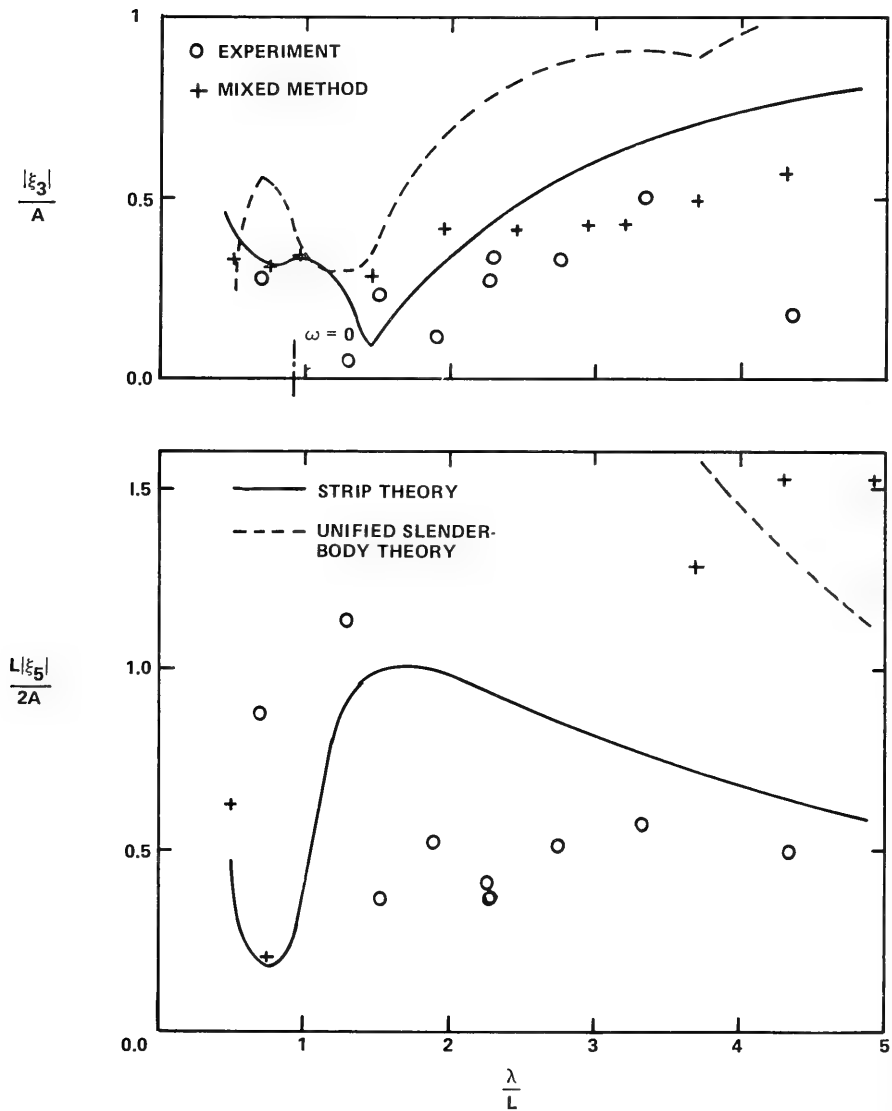 1
O EXPERIMENT
+ MIXED METHOD
|ξ₃|
A
0.5
ω = 0
0.0
1.5
STRIP THEORY
UNIFIED SLENDER-
BODY THEORY
L|ξ₅|
2A
1.0
0.5
0.0
1
2
3
4
5
λ
L